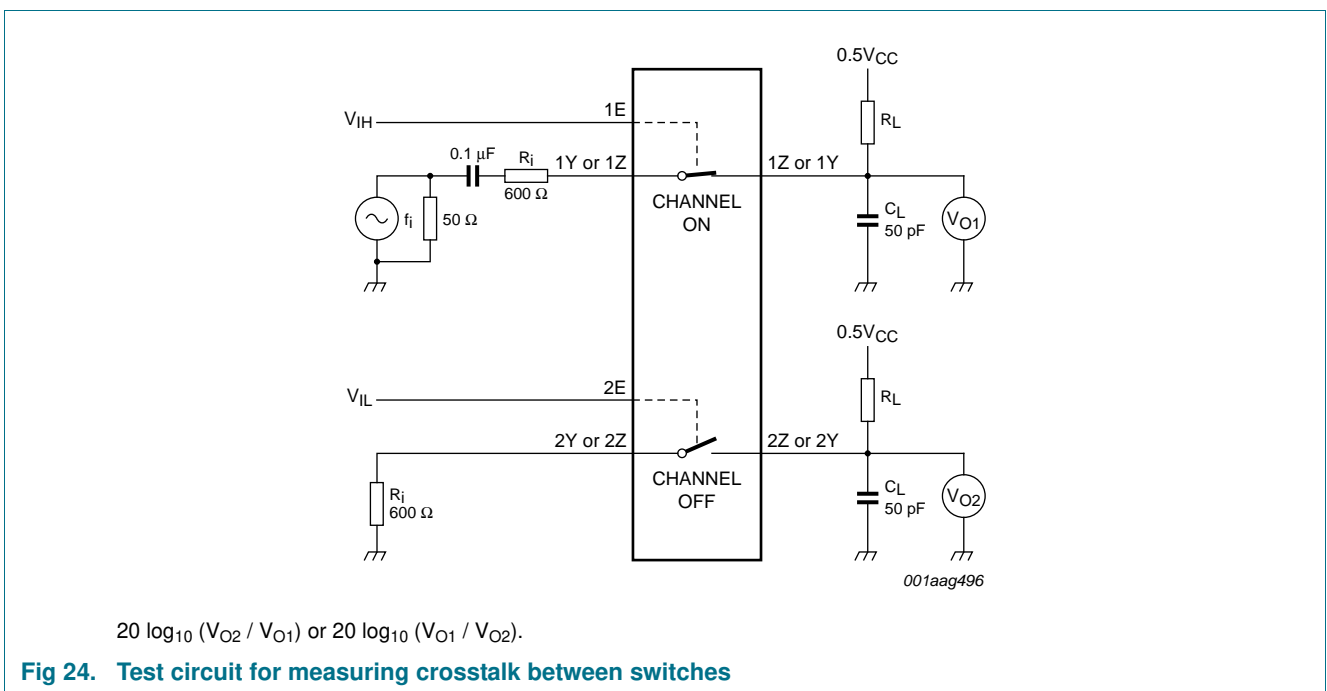 0.5VCC
1E
VIH
RL
0.1 μF
Ri
1Y or 1Z
1Z or 1Y
600 Ω
CHANNEL
ON
fi
50 Ω
CL
50 pF
VO1
0.5VCC
2E
VIL
RL
2Y or 2Z
2Z or 2Y
CHANNEL
OFF
Ri
600 Ω
CL
50 pF
VO2
001aag496
20 log10 (VO2 / VO1) or 20 log10 (VO1 / VO2).
Fig 24. Test circuit for measuring crosstalk between switches